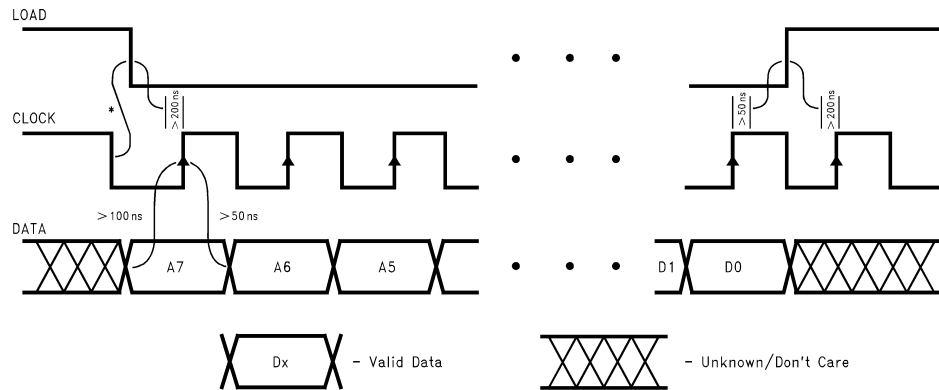 LOAD
>200ns
>50ns
>200ns
*
CLOCK
>100ns
>50ns
DATA
A7
A6
A5
D1
D0
Dx
- Valid Data
- Unknown/Don't Care